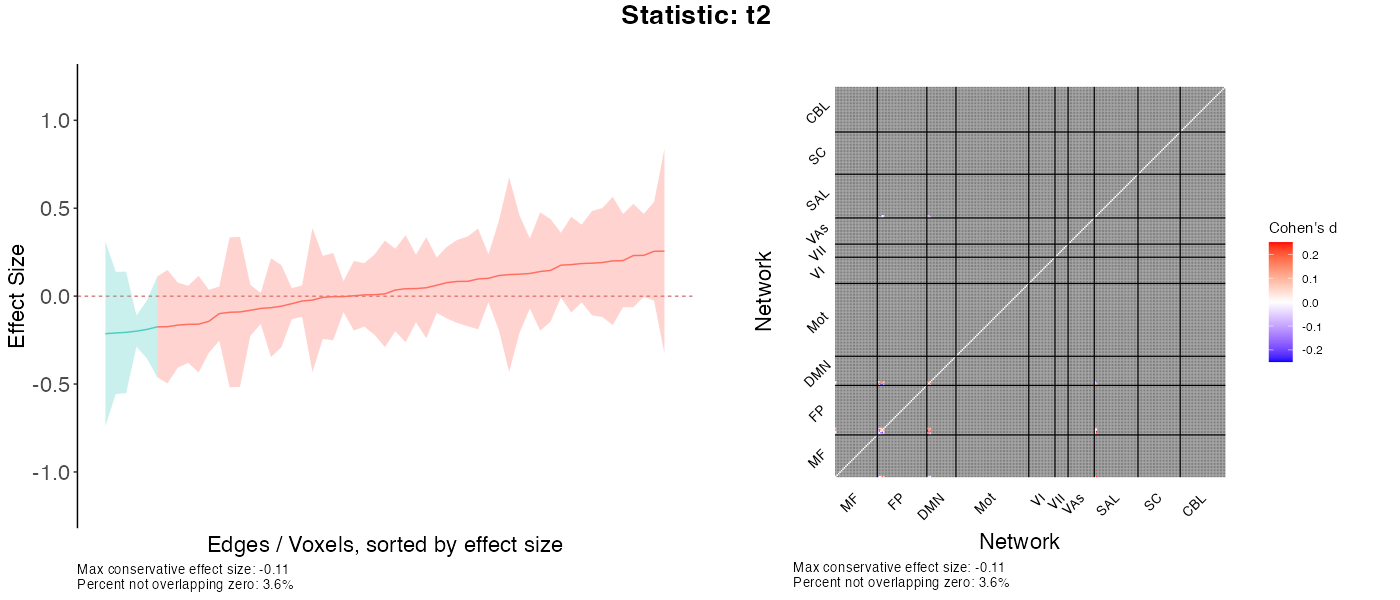 Statistic: t2
Effect Size
1.0
0.5
0.0
-0.5
-1.0
Edges / Voxels, sorted by effect size
Max conservative effect size: -0.11
Percent not overlapping zero: 3.6%
Network
CBL
SC
SAL
VAs
VII
VI
Mot
DMN
FP
MF
MF
FP
DMN
Mot
VI
VII
VAs
SAL
SC
CBL
Network
Max conservative effect size: -0.11
Percent not overlapping zero: 3.6%
Cohen's d
0.2
0.1
0.0
-0.1
-0.2